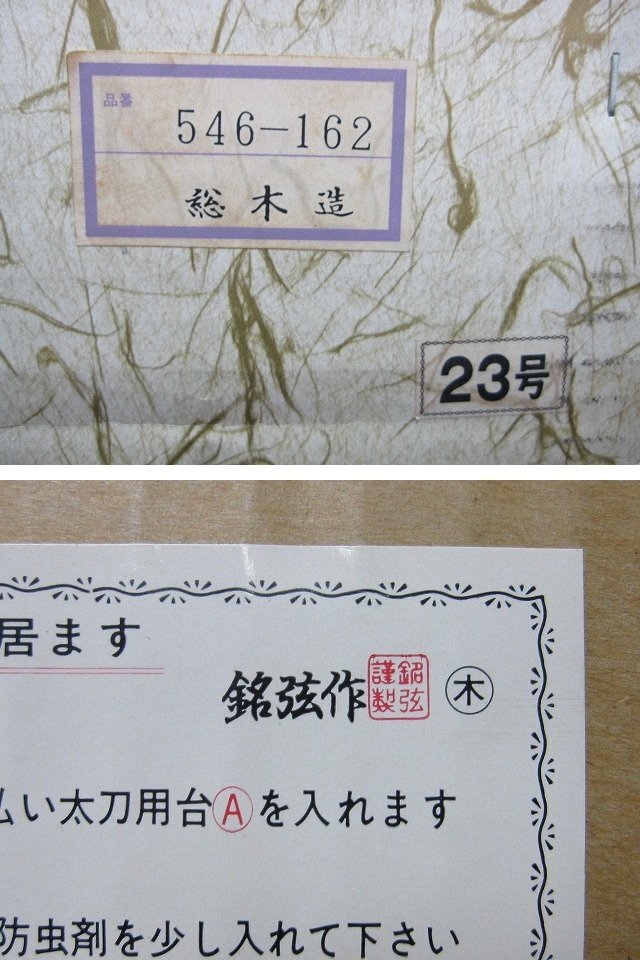 品番
546-162
総木造
23号
居ます
銘弦作 銘弦謹製 木
払い太刀用台Ⓐを入れます
防虫剤を少し入れて下さい